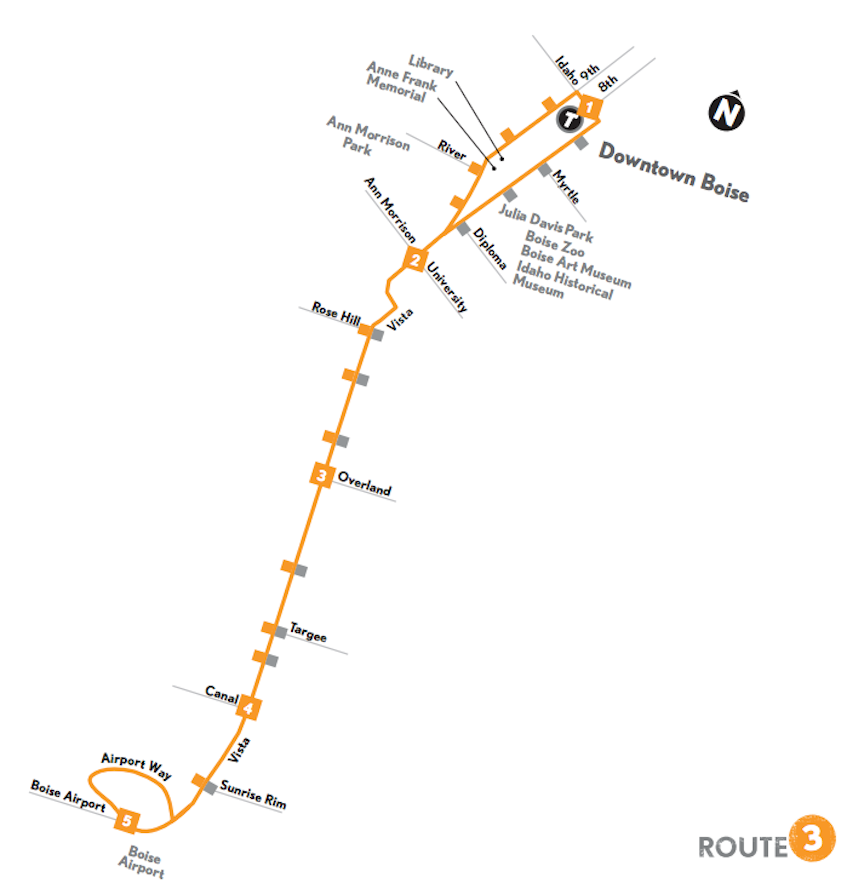 Idaho
9th
8th
Library
Anne Frank
Memorial
1
T
N
Ann Morrison
Park
River
Downtown Boise
Myrtle
Ann Morrison
Julia Davis Park
Boise Zoo
Boise Art Museum
Idaho Historical
Museum
Diploma
2
University
Rose Hill
Vista
3
Overland
Targee
Canal
4
Vista
Airport Way
Boise Airport
Sunrise Rim
5
Boise
Airport
ROUTE 3